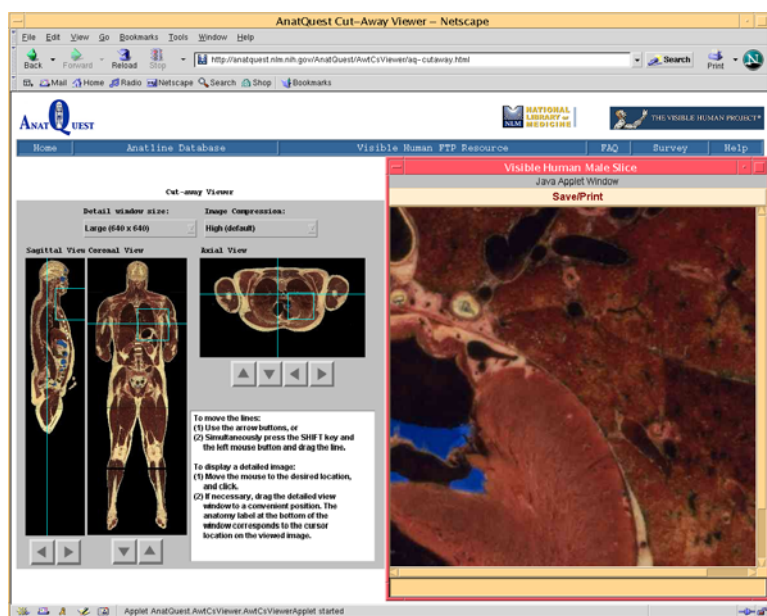 AnatQuest Cut-Away Viewer – Netscape
File Edit View Go Bookmarks Tools Window Help
Back Forward Reload Stop http://anatquest.nlm.nih.gov/AnatQuest/AwtCsViewer/aq-cutaway.html Search Print
Mail Home Radio Netscape Search Shop Bookmarks
ANATQUEST
NLM NATIONAL LIBRARY OF MEDICINE
THE VISIBLE HUMAN PROJECT®
Home Anatline Database Visible Human FTP Resource FAQ Survey Help
Visible Human Male Slice
Java Applet Window
Save/Print
Cut-away Viewer
Detail window size: Image Compression:
Large (640 x 640) High (default)
Sagittal View Coronal View Axial View
To move the lines:
(1) Use the arrow buttons, or
(2) Simultaneously press the SHIFT key and
the left mouse button and drag the line.
To display a detailed image:
(1) Move the mouse to the desired location,
and click.
(2) If necessary, drag the detailed view
window to a convenient position. The
anatomy label at the bottom of the
window corresponds to the cursor
location on the viewed image.
Applet AnatQuest.AwtCsViewer.AwtCsViewerApplet started